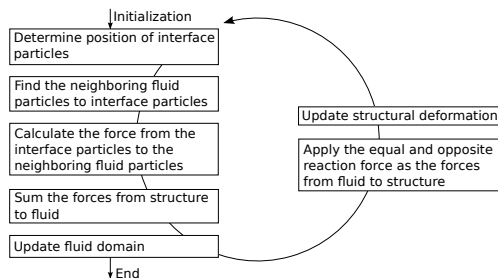 Initialization
Determine position of interface
particles
Find the neighboring fluid
particles to interface particles
Calculate the force from the
interface particles to the
neighboring fluid particles
Sum the forces from structure
to fluid
Update fluid domain
End
Update structural deformation
Apply the equal and opposite
reaction force as the forces
from fluid to structure